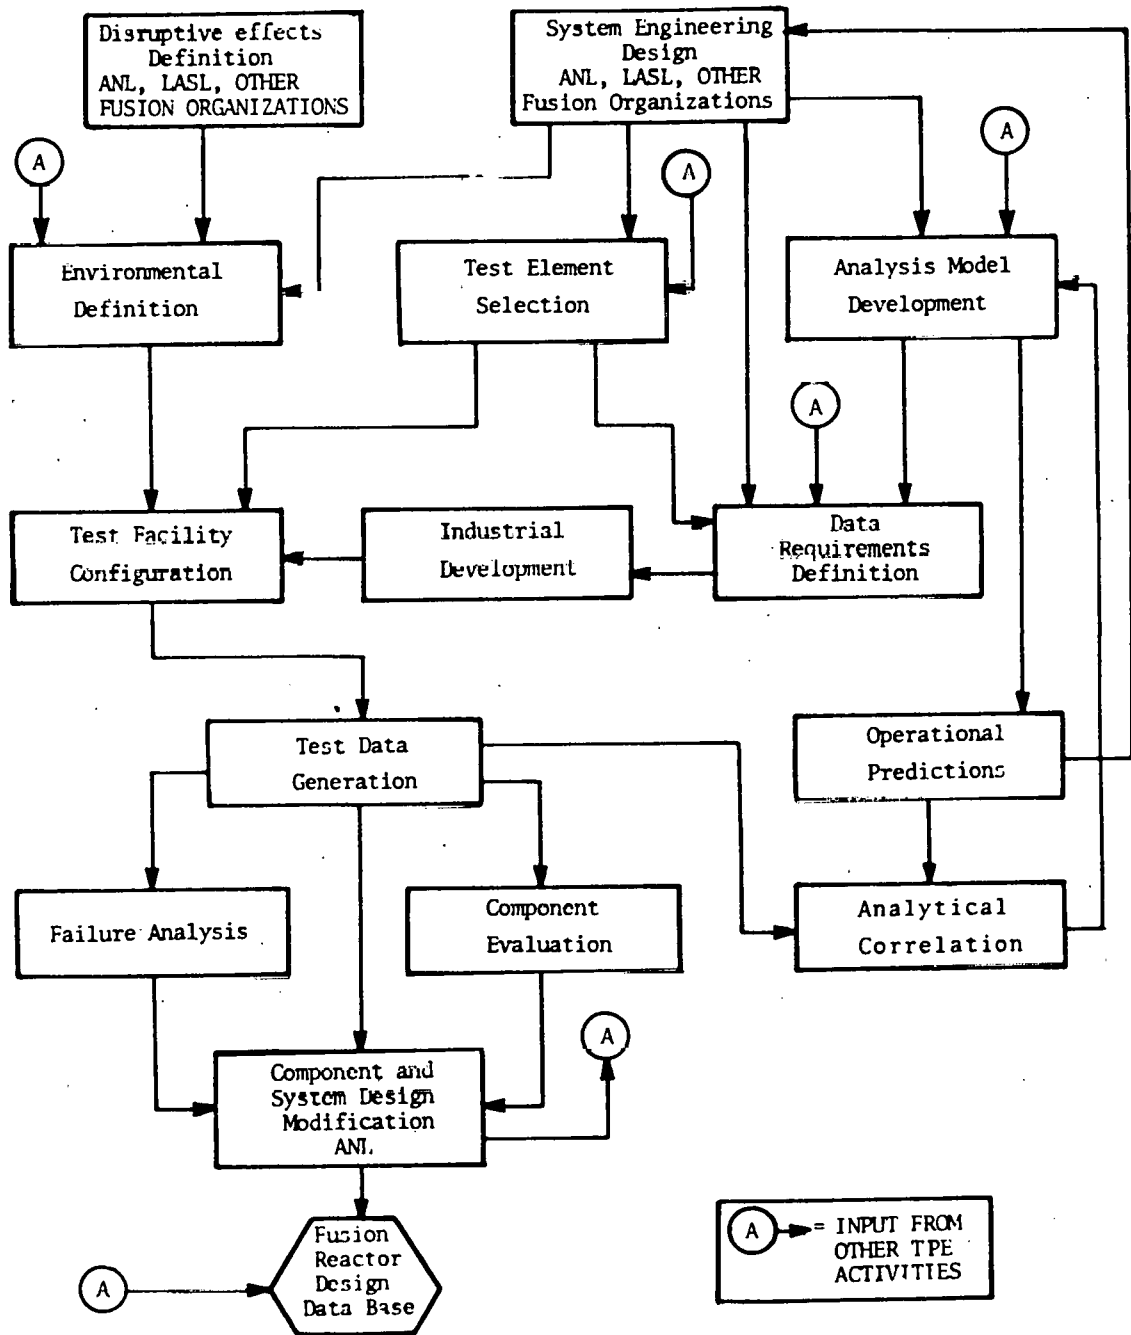 Disruptive effects
Definition
ANL, LASL, OTHER
FUSION ORGANIZATIONS
System Engineering
Design
ANL, LASL, OTHER
Fusion Organizations
A
A
A
Environmental
Definition
Test Element
Selection
Analysis Model
Development
A
Test Facility
Configuration
Industrial
Development
Data
Requirements
Definition
Test Data
Generation
Operational
Predictions
Failure Analysis
Component
Evaluation
Analytical
Correlation
A
Component and
System Design
Modification
ANL
Fusion
Reactor
Design
Data Base
A
A = INPUT FROM
OTHER TPE
ACTIVITIES